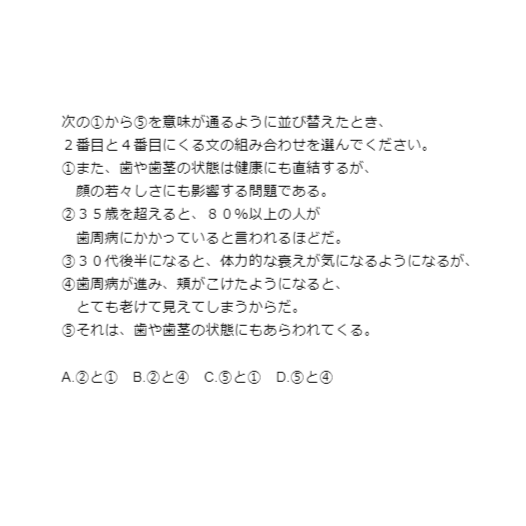 次の①から⑤を意味が通るように並び替えたとき、
２番目と４番目にくる文の組み合わせを選んでください。
①また、歯や歯茎の状態は健康にも直結するが、
顔の若々しさにも影響する問題である。
②３５歳を超えると、８０％以上の人が
歯周病にかかっていると言われるほどだ。
③３０代後半になると、体力的な衰えが気になるようになるが、
④歯周病が進み、頬がこけたようになると、
とても老けて見えてしまうからだ。
⑤それは、歯や歯茎の状態にもあらわれてくる。
A.②と①　B.②と④　C.⑤と①　D.⑤と④